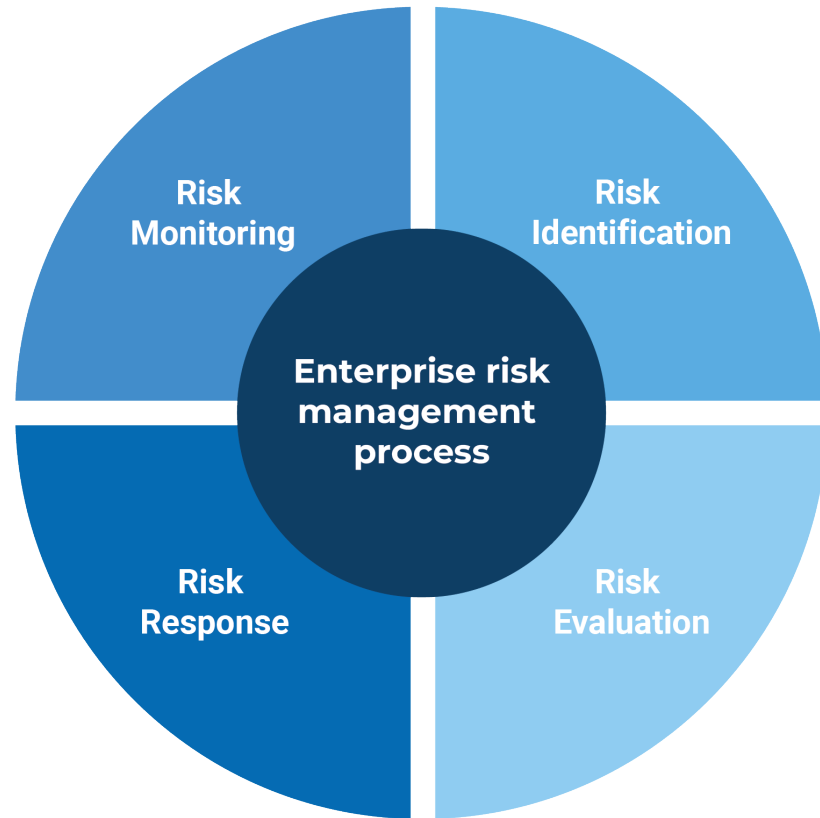 Risk
Monitoring
Risk
Identification
Enterprise risk
management
process
Risk
Response
Risk
Evaluation